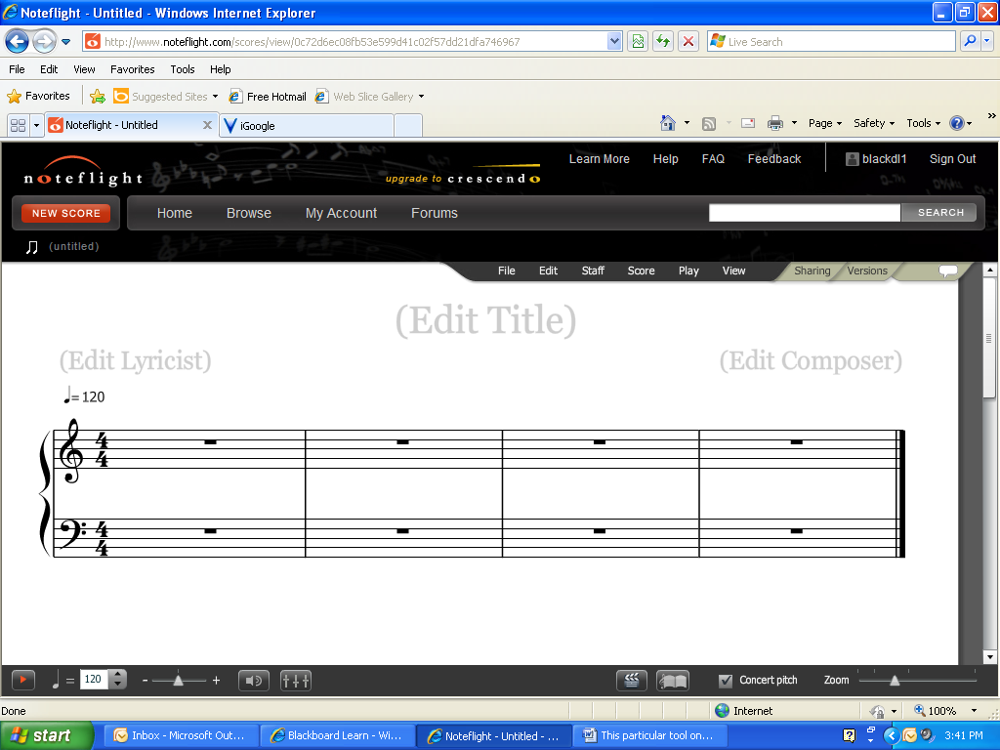 Noteflight - Untitled - Windows Internet Explorer
http://www.noteflight.com/scores/view/0c72d6ec08fb53e599d41c02f57dd21dfa746967
Live Search
File Edit View Favorites Tools Help
Favorites Suggested Sites Free Hotmail Web Slice Gallery
Noteflight - Untitled iGoogle Page Safety Tools
noteflight upgrade to crescendo Learn More Help FAQ Feedback blackdl1 Sign Out
NEW SCORE Home Browse My Account Forums SEARCH
(untitled)
File Edit Staff Score Play View Sharing Versions
(Edit Title)
(Edit Lyricist) (Edit Composer)
= 120
4
4
4
4
= 120 - + Concert pitch Zoom
Done Internet 100%
start Inbox - Microsoft Out... Blackboard Learn - Wi... Noteflight - Untitled - ... This particular tool on... 3:41 PM